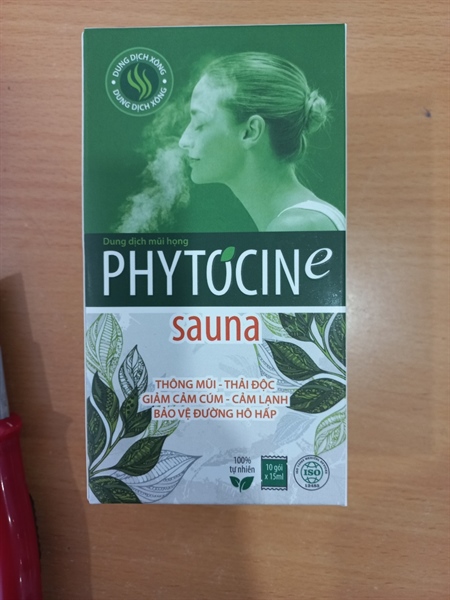 DUNG DỊCH XÔNG
DUNG DỊCH XÔNG
Dung dịch mũi họng
PHYTOCINe
sauna
THÔNG MŨI - THẢI ĐỘC
GIẢM CẢM CÚM - CẢM LẠNH
BẢO VỆ ĐƯỜNG HÔ HẤP
100%
tự nhiên
10 gói
x 15ml
ISO